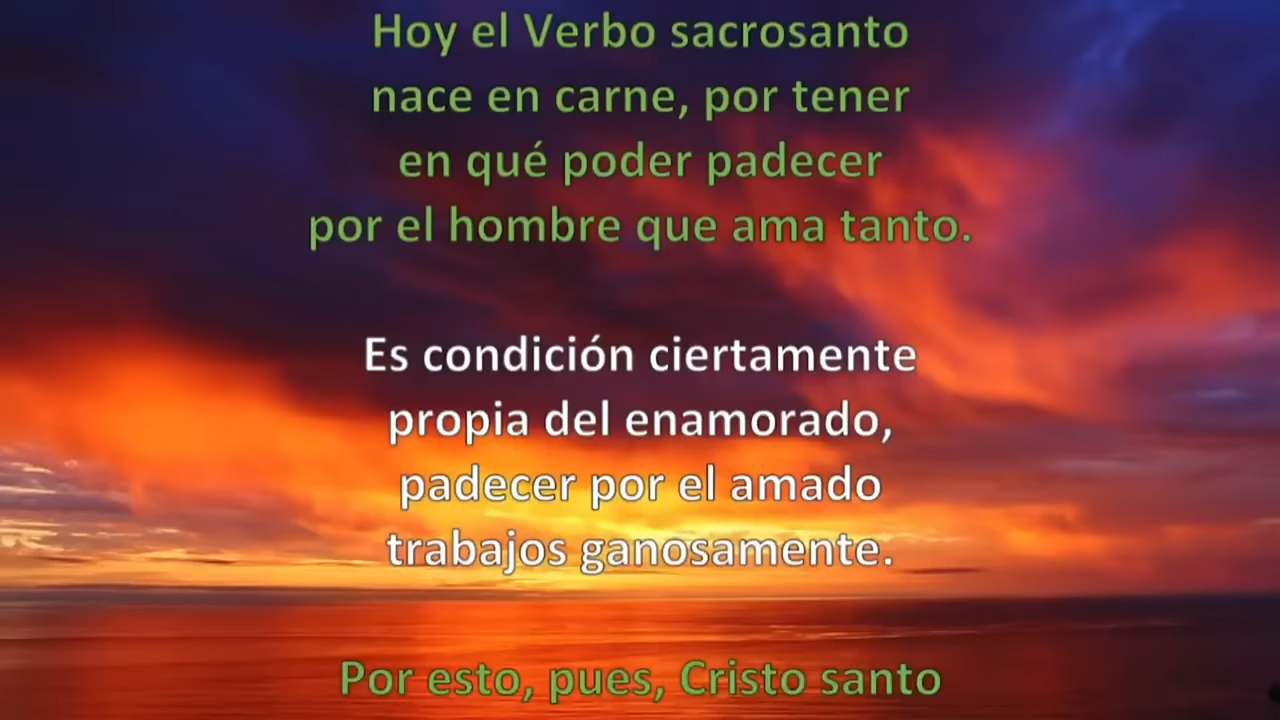 Hoy el Verbo sacrosanto
nace en carne, por tener
en qué poder padecer
por el hombre que ama tanto.
Es condición ciertamente
propia del enamorado,
padecer por el amado
trabajos ganosamente.
Por esto, pues, Cristo santo